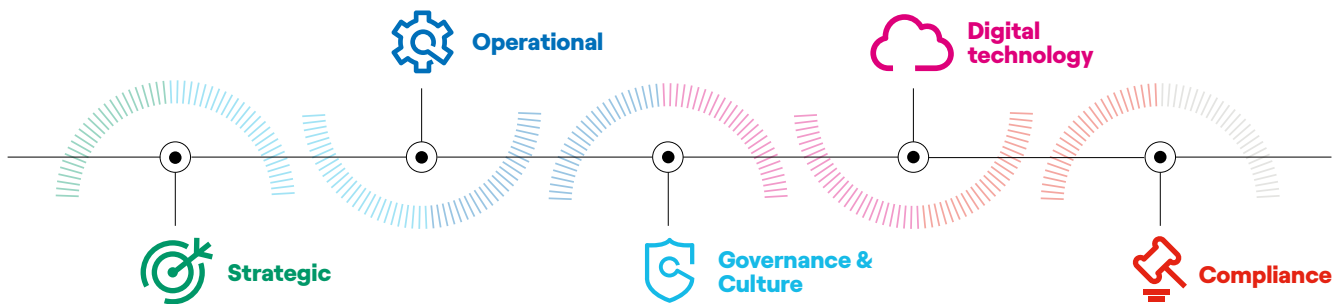 Strategic
Operational
Governance &
Culture
Digital
technology
Compliance